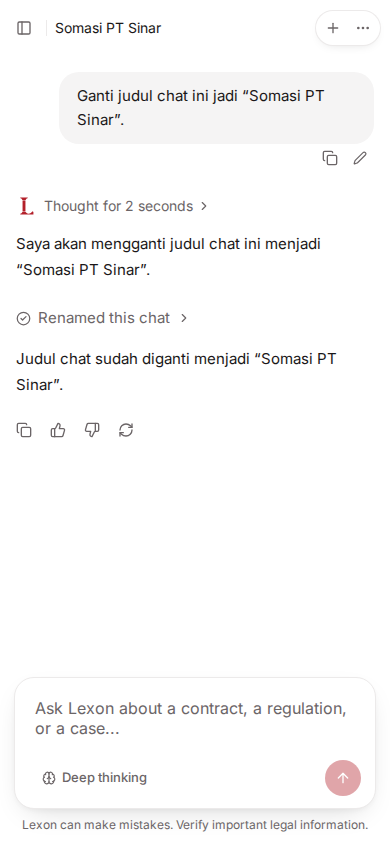 Somasi PT Sinar
Ganti judul chat ini jadi “Somasi PT
Sinar”.
L Thought for 2 seconds
Saya akan mengganti judul chat ini menjadi
“Somasi PT Sinar”.
Renamed this chat
Judul chat sudah diganti menjadi “Somasi PT
Sinar”.
Ask Lexon about a contract, a regulation,
or a case...
Deep thinking
Lexon can make mistakes. Verify important legal information.